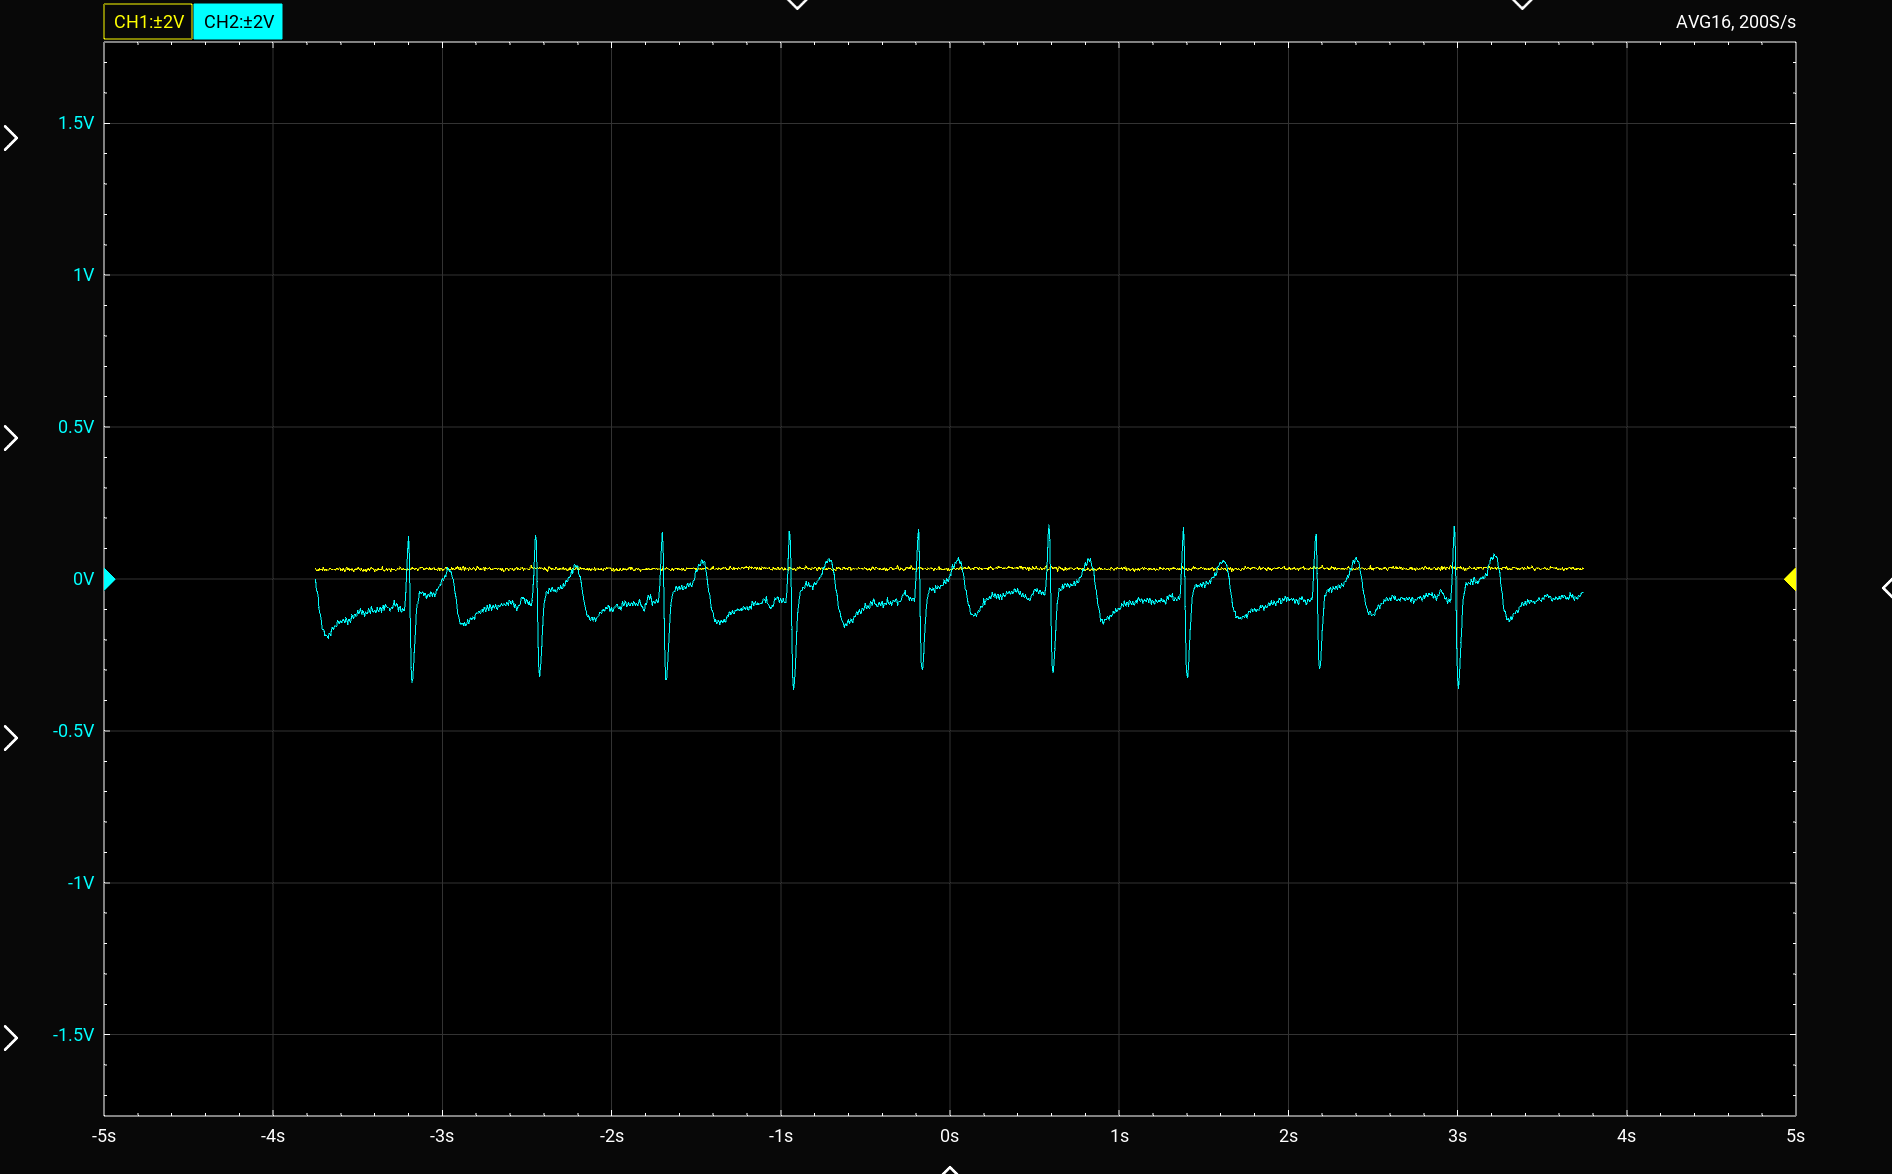 CH1:±2V CH2:±2V AVG16, 200S/s
1.5V
1V
0.5V
0V
-0.5V
-1V
-1.5V
-5s -4s -3s -2s -1s 0s 1s 2s 3s 4s 5s